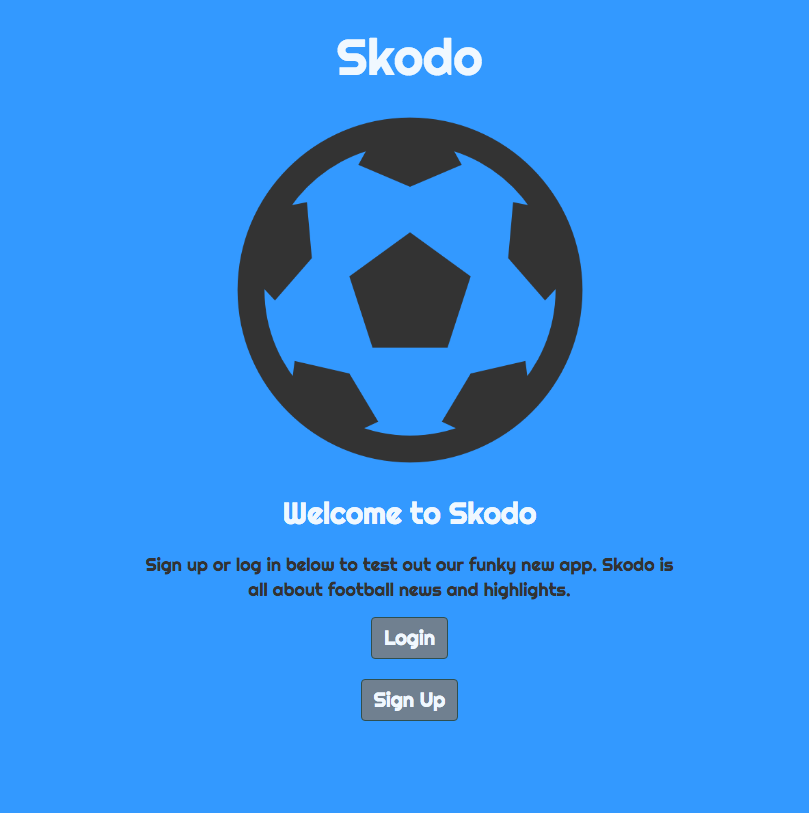 Skodo
Welcome to Skodo
Sign up or log in below to test out our funky new app. Skodo is
all about football news and highlights.
Login
Sign Up